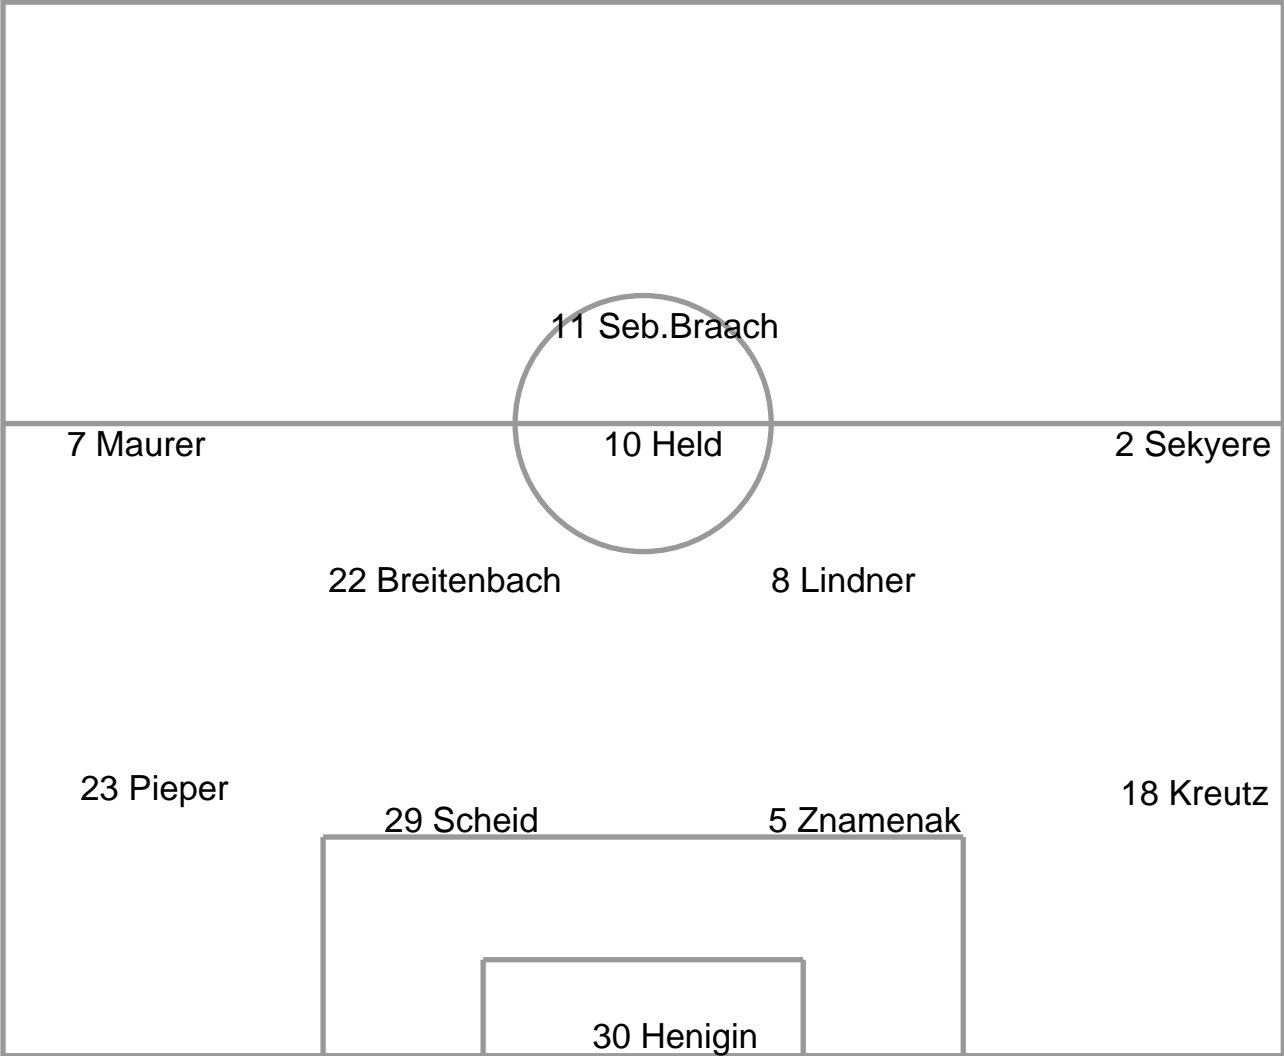 11 Seb.Braach
7 Maurer
10 Held
2 Sekyere
22 Breitenbach
8 Lindner
23 Pieper
18 Kreutz
29 Scheid
5 Znamenak
30 Henigin